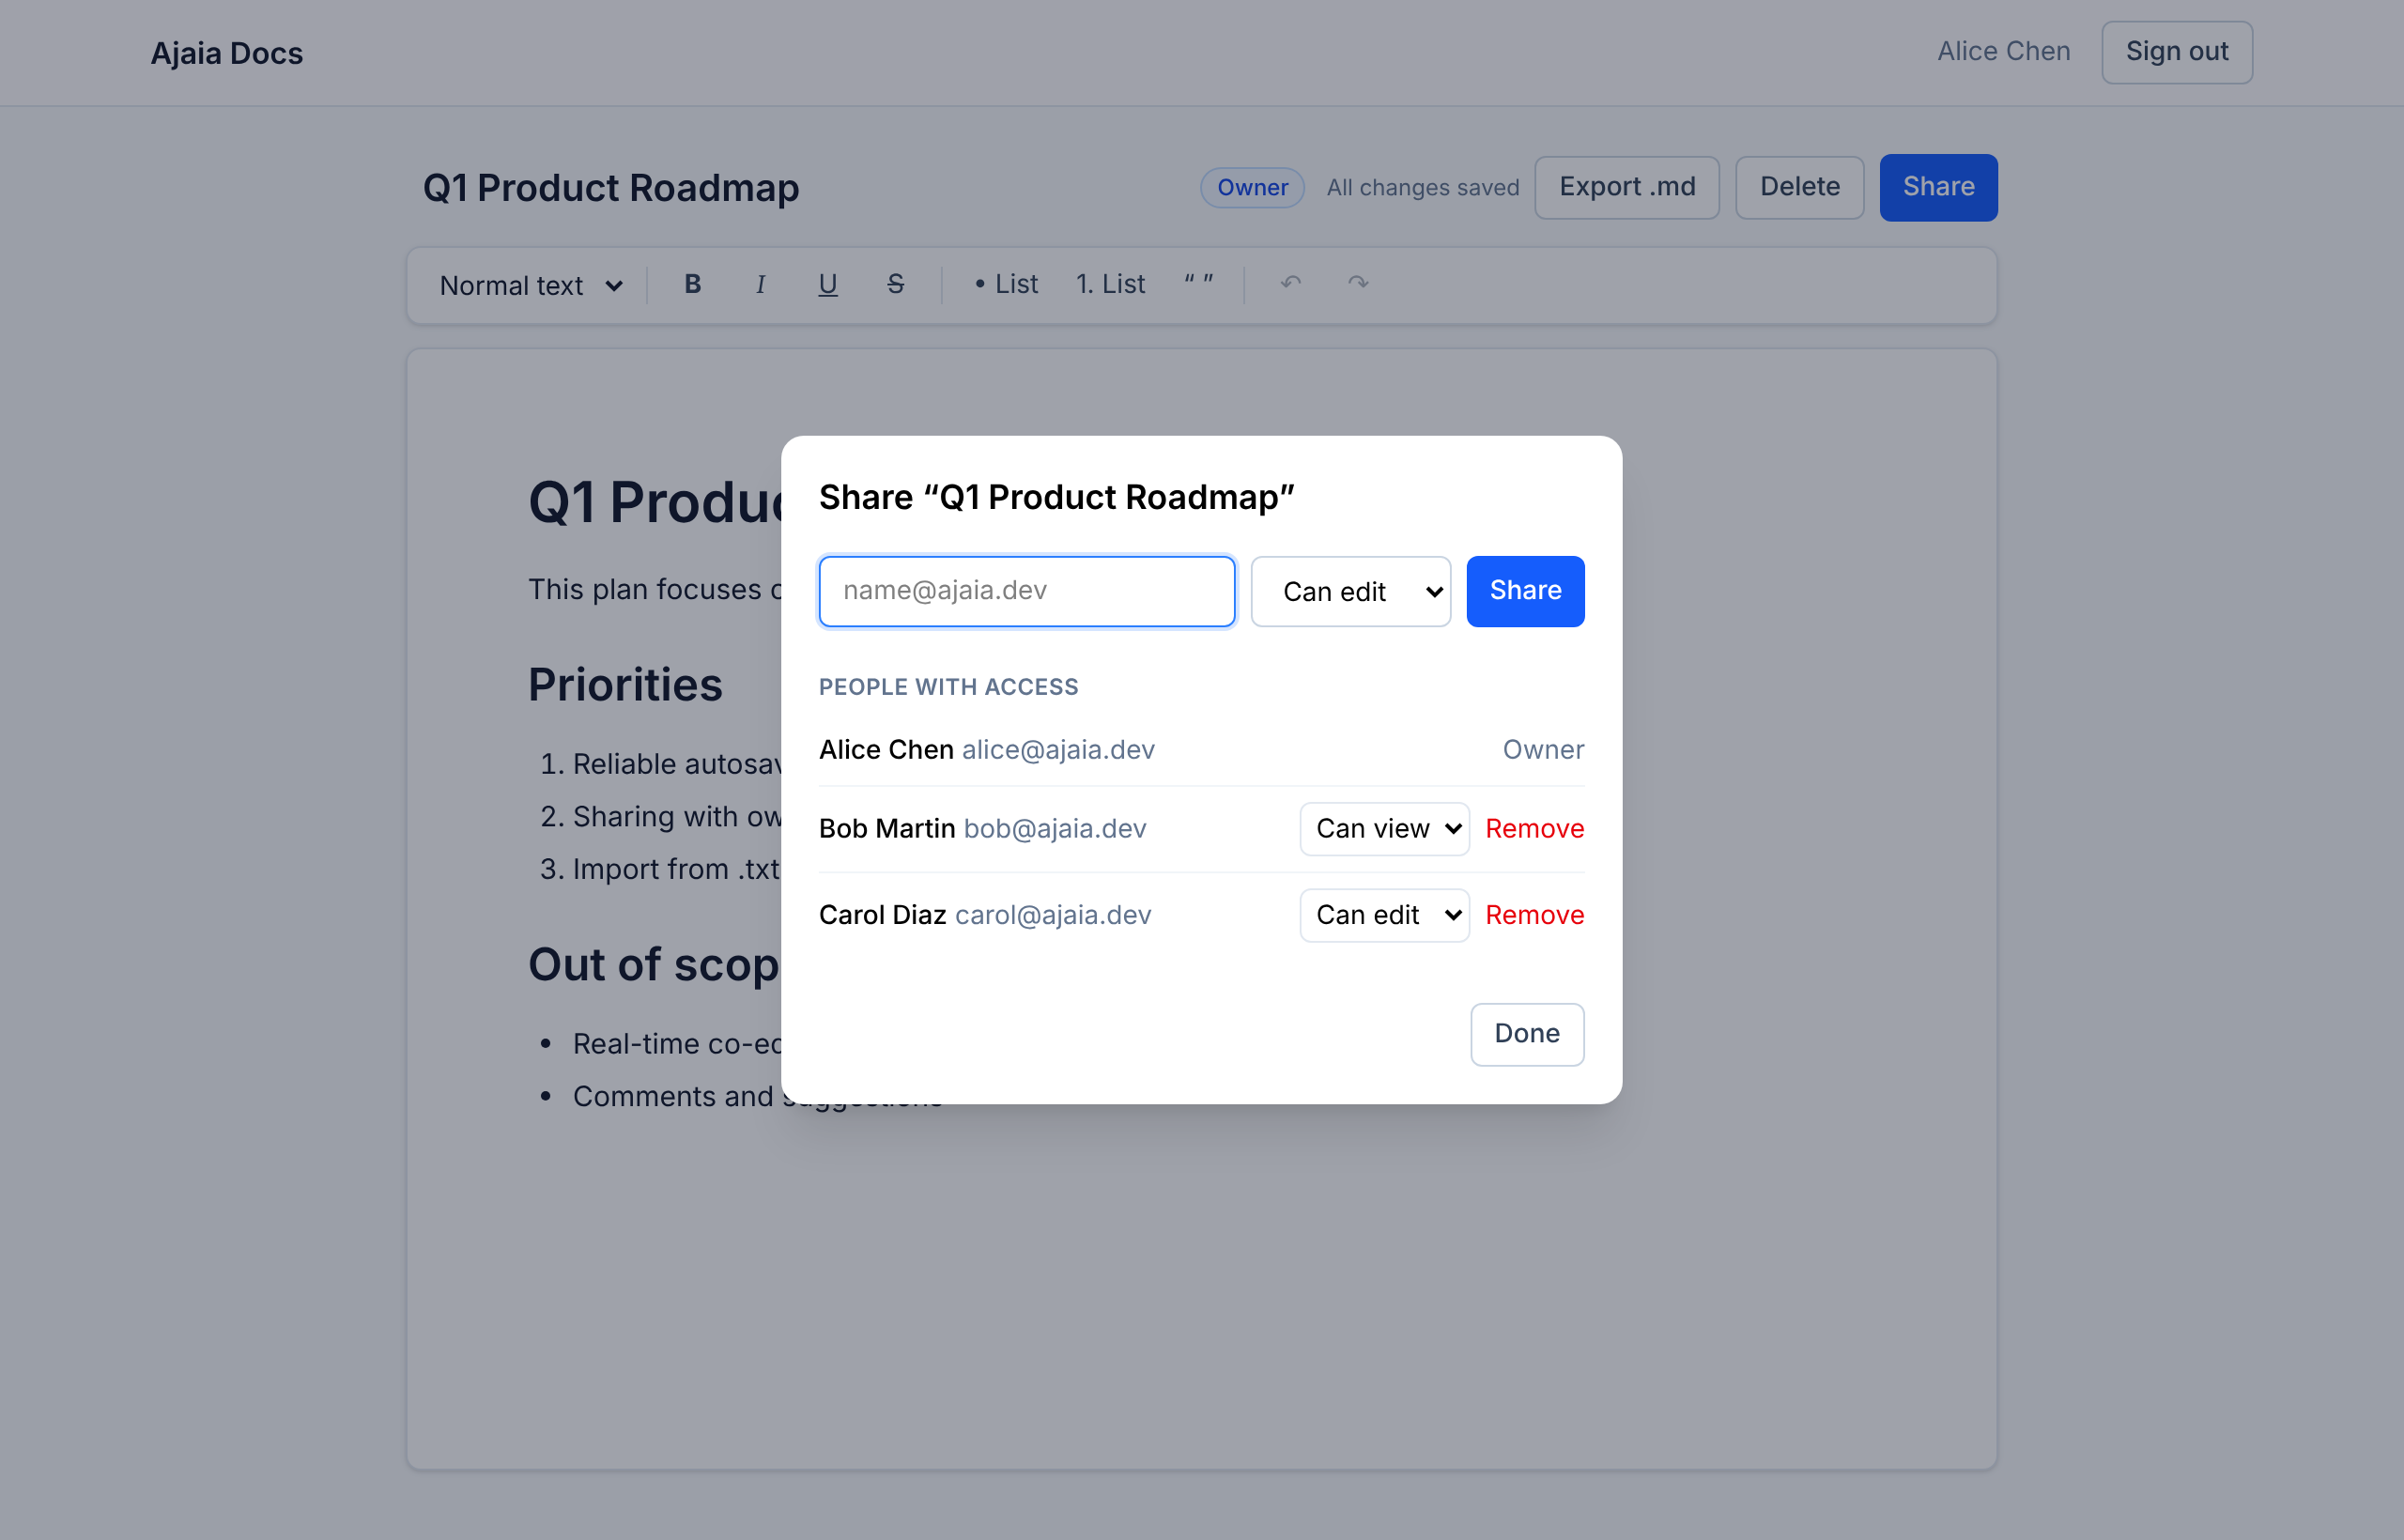 Ajaia Docs
Alice Chen
Sign out
Q1 Product Roadmap
Owner
All changes saved
Export .md
Delete
Share
Normal text
B
I
U
S
• List
1. List
“ ”
Q1 Produc
This plan focuses
Priorities
1. Reliable autosav
2. Sharing with ow
3. Import from .txt
Out of scop
• Real-time co-ed
• Comments and suggestions
Share “Q1 Product Roadmap”
name@ajaia.dev
Can edit
Share
PEOPLE WITH ACCESS
Alice Chen alice@ajaia.dev Owner
Bob Martin bob@ajaia.dev Can view Remove
Carol Diaz carol@ajaia.dev Can edit Remove
Done